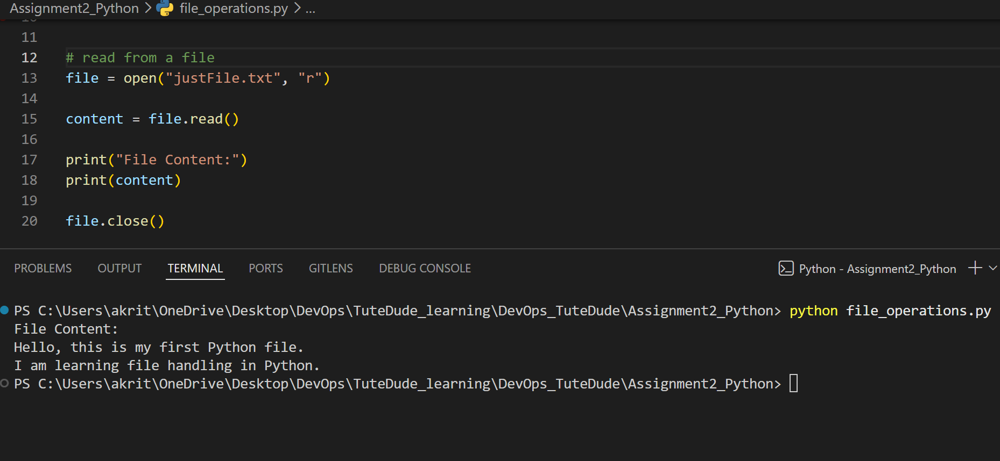 Assignment2_Python > file_operations.py > ...
10
11
12 # read from a file
13 file = open("justFile.txt", "r")
14
15 content = file.read()
16
17 print("File Content:")
18 print(content)
19
20 file.close()
PROBLEMS OUTPUT TERMINAL PORTS GITLENS DEBUG CONSOLE Python - Assignment2_Python
PS C:\Users\akrit\OneDrive\Desktop\DevOps\TuteDude_learning\DevOps_TuteDude\Assignment2_Python> python file_operations.py
File Content:
Hello, this is my first Python file.
I am learning file handling in Python.
PS C:\Users\akrit\OneDrive\Desktop\DevOps\TuteDude_learning\DevOps_TuteDude\Assignment2_Python>